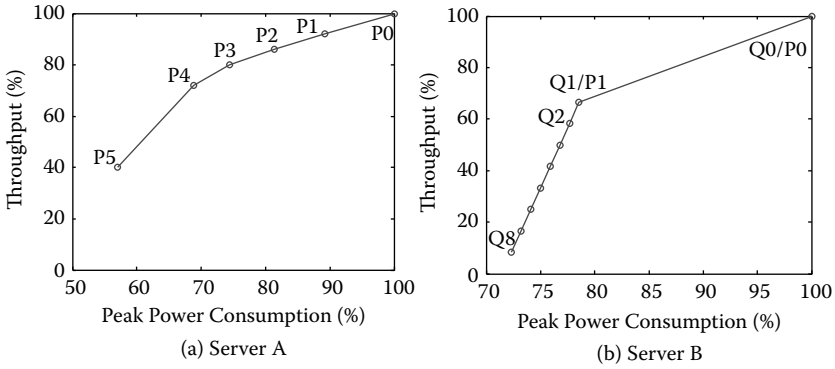 100
80
60
40
20
0
Throughput (%)
P5
P4
P3
P2
P1
P0
50 60 70 80 90 100
Peak Power Consumption (%)
(a) Server A
100
80
60
40
20
0
Throughput (%)
Q8
Q2
Q1/P1
Q0/P0
70 75 80 85 90 95 100
Peak Power Consumption (%)
(b) Server B